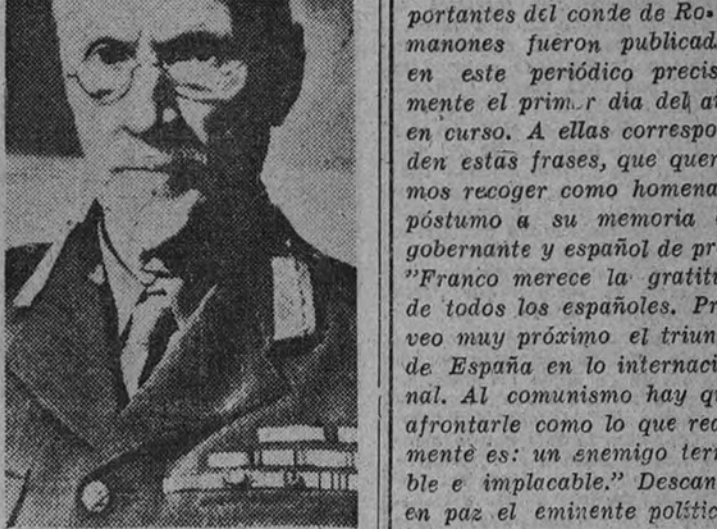 portantes del conde de Ro-
manones fueron publicad
en este periódico precis
mente el prim..r dia del a
en curso. A ellas correspo
den estas frases, que quer
mos recoger como homena
póstumo a su memoria
gobernante y español de pr
"Franco merece la gratit
de todos los españoles. Pr
veo muy próximo el triun
de España en lo internaci
nal. Al comunismo hay q
afrontarle como lo que rea
mente es: un enemigo terr
ble e implacable." Descan
en paz el eminente polític